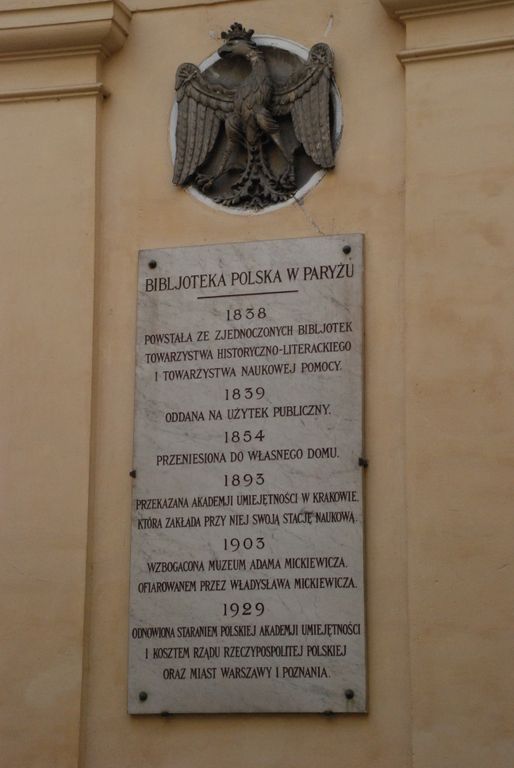 BIBLJOTEKA POLSKA W PARYŻU
1838
POWSTAŁA ZE ZJEDNOCZONYCH BIBLJOTEK
TOWARZYSTWA HISTORYCZNO-LITERACKIEGO
I TOWARZYSTWA NAUKOWEJ POMOCY.
1839
ODDANA NA UŻYTEK PUBLICZNY.
1854
PRZENIESIONA DO WŁASNEGO DOMU.
1893
PRZEKAZANA AKADEMJI UMIEJĘTNOŚCI W KRAKOWIE.
KTÓRA ZAKŁADA PRZY NIEJ SWOJĄ STACJĘ NAUKOWĄ.
1903
WZBOGACONA MUZEUM ADAMA MICKIEWICZA.
OFIAROWANEM PRZEZ WŁADYSŁAWA MICKIEWICZA.
1929
ODNOWIONA STARANIEM POLSKIEJ AKADEMJI UMIEJĘTNOŚCI
I KOSZTEM RZĄDU RZECZYPOSPOLITEJ POLSKIEJ
ORAZ MIAST WARSZAWY I POZNANIA.